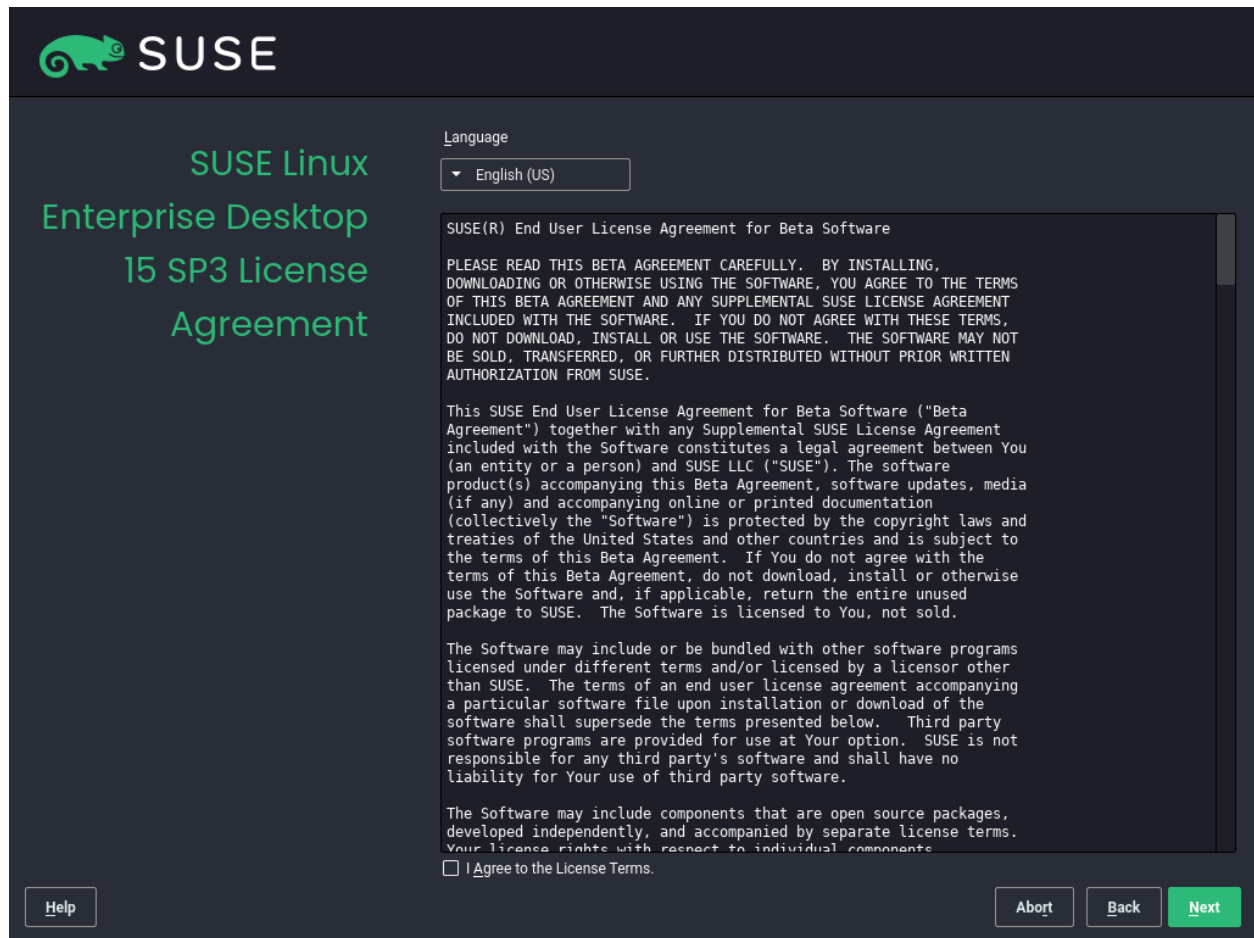 SUSE
SUSE Linux
Enterprise Desktop
15 SP3 License
Agreement
Language
English (US)
SUSE(R) End User License Agreement for Beta Software
PLEASE READ THIS BETA AGREEMENT CAREFULLY.  BY INSTALLING,
DOWNLOADING OR OTHERWISE USING THE SOFTWARE, YOU AGREE TO THE TERMS
OF THIS BETA AGREEMENT AND ANY SUPPLEMENTAL SUSE LICENSE AGREEMENT
INCLUDED WITH THE SOFTWARE.  IF YOU DO NOT AGREE WITH THESE TERMS,
DO NOT DOWNLOAD, INSTALL OR USE THE SOFTWARE.  THE SOFTWARE MAY NOT
BE SOLD, TRANSFERRED, OR FURTHER DISTRIBUTED WITHOUT PRIOR WRITTEN
AUTHORIZATION FROM SUSE.
This SUSE End User License Agreement for Beta Software ("Beta
Agreement") together with any Supplemental SUSE License Agreement
included with the Software constitutes a legal agreement between You
(an entity or a person) and SUSE LLC ("SUSE"). The software
product(s) accompanying this Beta Agreement, software updates, media
(if any) and accompanying online or printed documentation
(collectively the "Software") is protected by the copyright laws and
treaties of the United States and other countries and is subject to
the terms of this Beta Agreement.  If You do not agree with the
terms of this Beta Agreement, do not download, install or otherwise
use the Software and, if applicable, return the entire unused
package to SUSE.  The Software is licensed to You, not sold.
The Software may include or be bundled with other software programs
licensed under different terms and/or licensed by a licensor other
than SUSE.  The terms of an end user license agreement accompanying
a particular software file upon installation or download of the
software shall supersede the terms presented below.   Third party
software programs are provided for use at Your option.  SUSE is not
responsible for any third party's software and shall have no
liability for Your use of third party software.
The Software may include components that are open source packages,
developed independently, and accompanied by separate license terms.
Your license rights with respect to individual components
I Agree to the License Terms.
Help
Abort
Back
Next